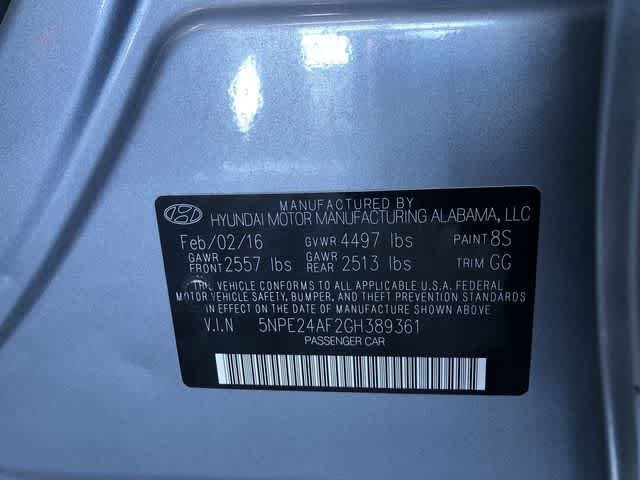 MANUFACTURED BY
HYUNDAI MOTOR MANUFACTURING ALABAMA, LLC
Feb/02/16 GVWR 4497 lbs PAINT 8S
GAWR FRONT 2557 lbs GAWR REAR 2513 lbs TRIM GG
THIS VEHICLE CONFORMS TO ALL APPLICABLE U.S.A. FEDERAL
MOTOR VEHICLE SAFETY, BUMPER, AND THEFT PREVENTION STANDARDS
IN EFFECT ON THE DATE OF MANUFACTURE SHOWN ABOVE
V.I.N 5NPE24AF2GH389361
PASSENGER CAR